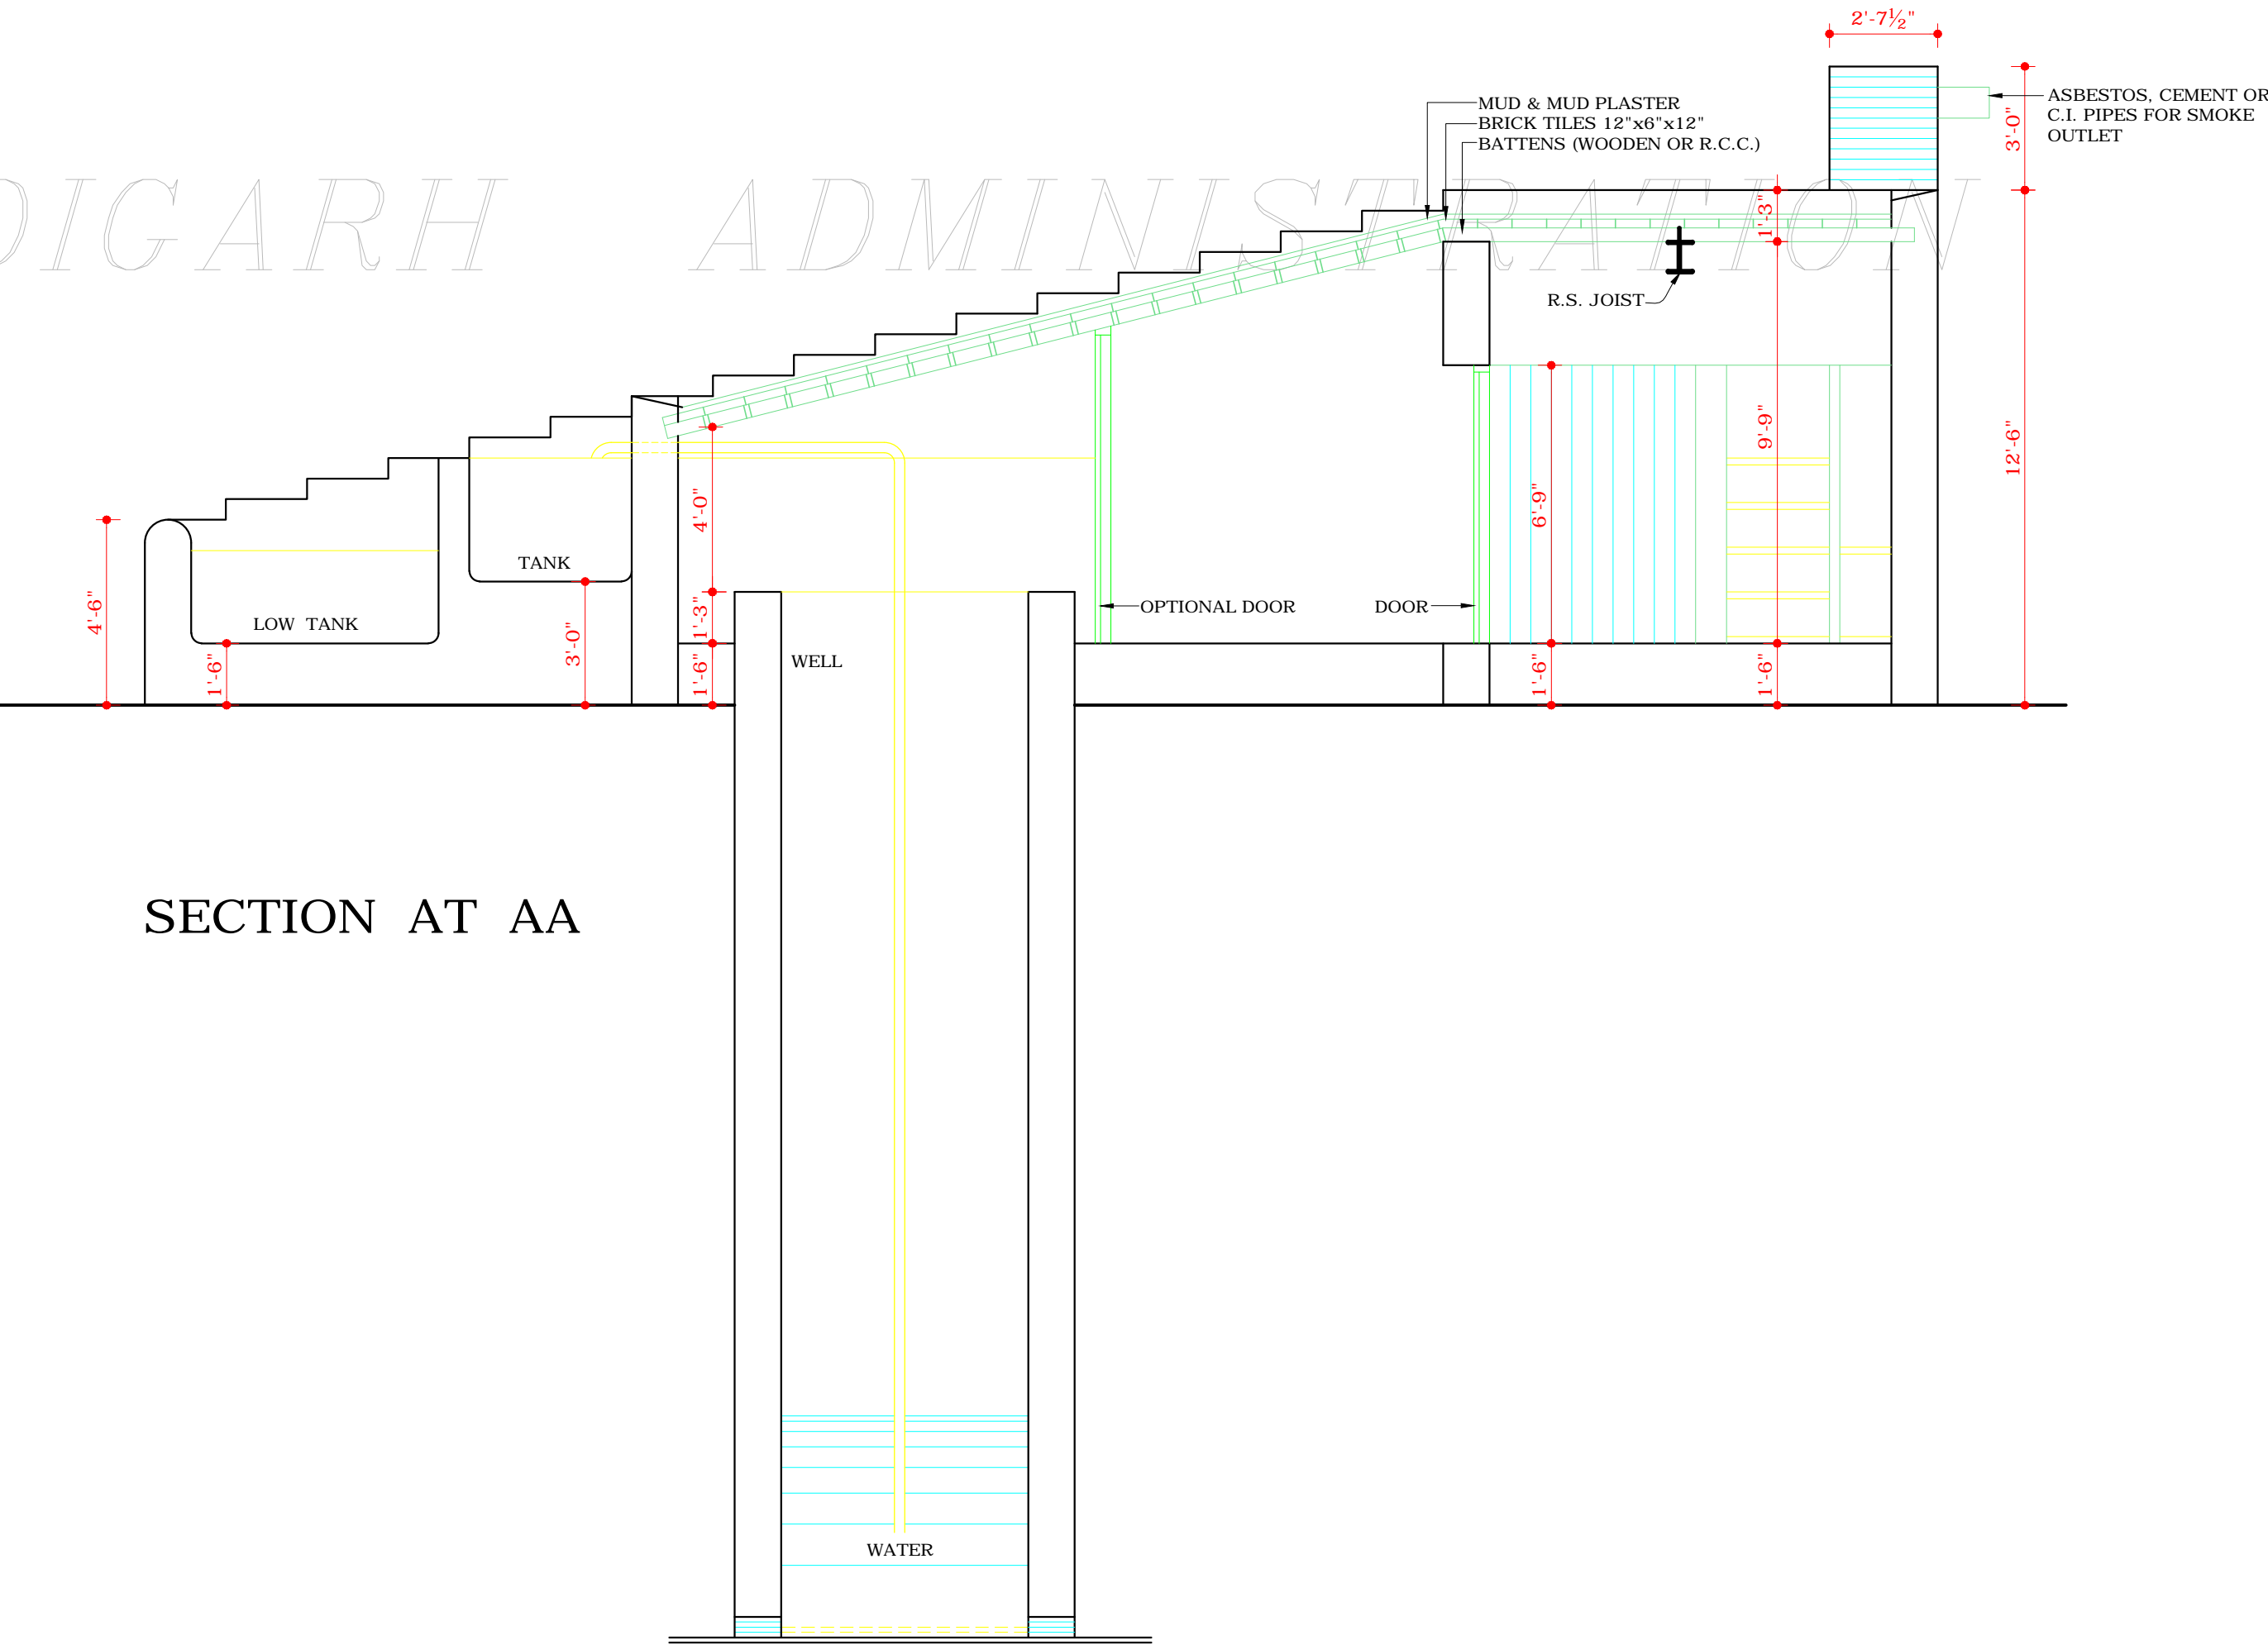 2'-7½"
MUD & MUD PLASTER
BRICK TILES 12"x6"x12"
BATTENS (WOODEN OR R.C.C.)
ASBESTOS, CEMENT OR
C.I. PIPES FOR SMOKE
OUTLET
3'-0"
DIGARH ADMINISTRATION
1'-3"
R.S. JOIST
9'-9"
12'-6"
4'-0"
6'-9"
TANK
LOW TANK
4'-6"
1'-3"
OPTIONAL DOOR
DOOR
3'-0"
1'-6"
1'-6"
WELL
1'-6"
1'-6"
SECTION AT AA
WATER